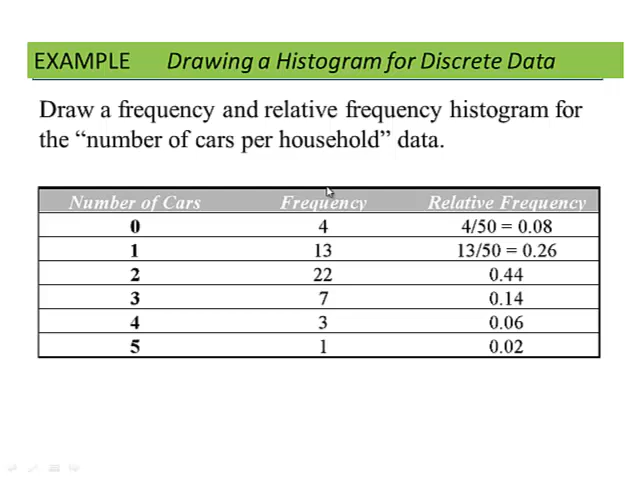 EXAMPLE Drawing a Histogram for Discrete Data
Draw a frequency and relative frequency histogram for
the “number of cars per household” data.
Number of Cars Frequency Relative Frequency
0 4 4/50 = 0.08
1 13 13/50 = 0.26
2 22 0.44
3 7 0.14
4 3 0.06
5 1 0.02